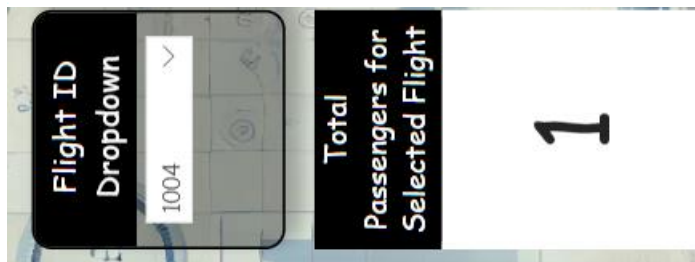 Flight ID
Dropdown
1004
Total
Passengers for
Selected Flight
1